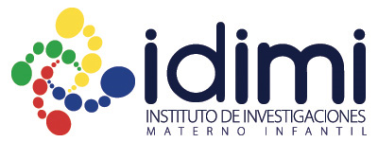 idimi
INSTITUTO DE INVESTIGACIONES
MATERNO INFANTIL